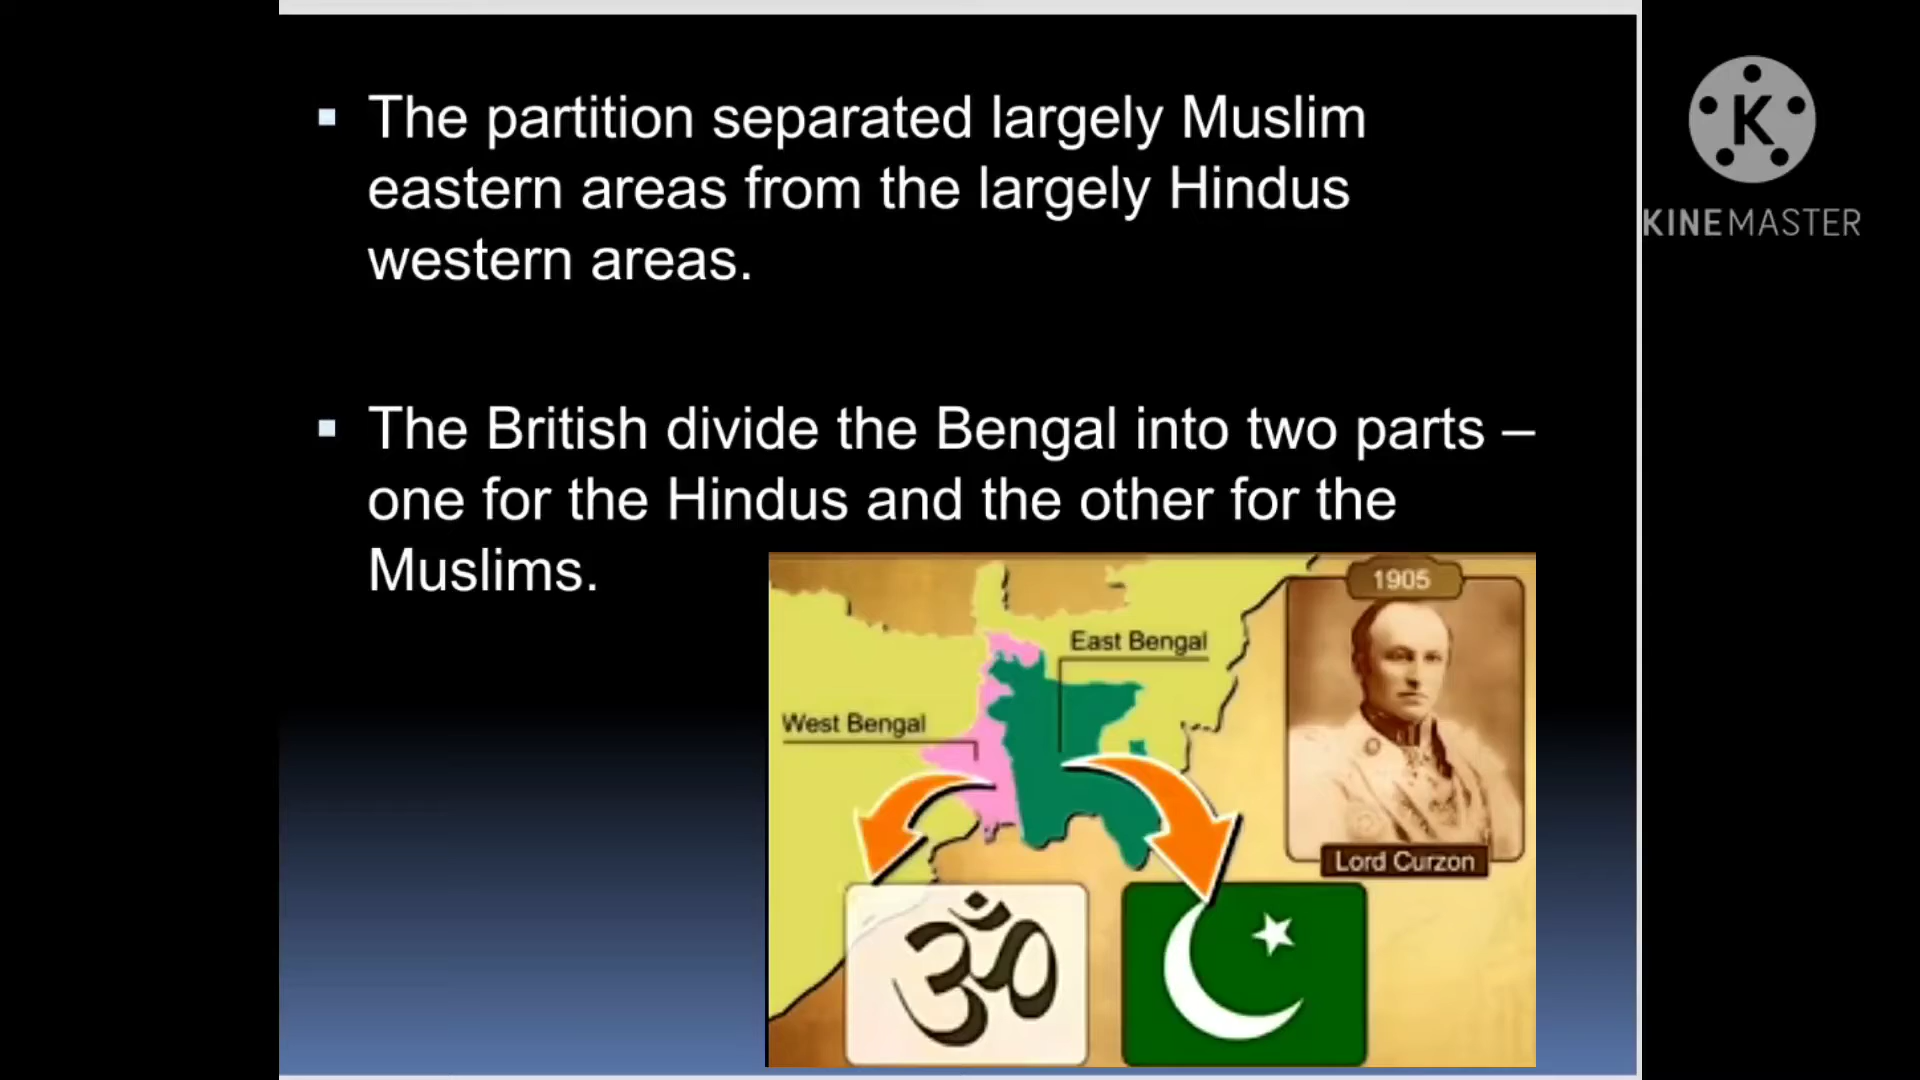 The partition separated largely Muslim
eastern areas from the largely Hindus
western areas.
The British divide the Bengal into two parts –
one for the Hindus and the other for the
Muslims.
1905
East Bengal
West Bengal
Lord Curzon
ॐ
K
KINEMASTER